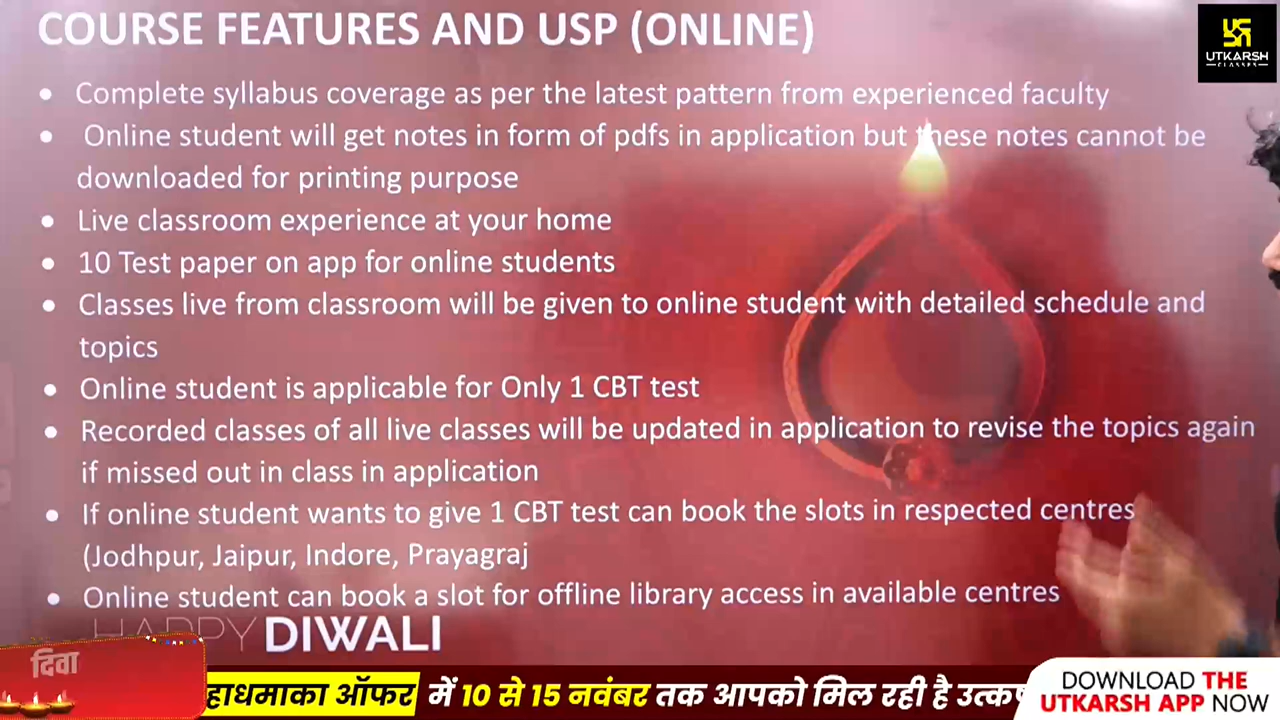 COURSE FEATURES AND USP (ONLINE)
UTKARSH
CLASSES
• Complete syllabus coverage as per the latest pattern from experienced faculty
• Online student will get notes in form of pdfs in application but these notes cannot be
downloaded for printing purpose
• Live classroom experience at your home
• 10 Test paper on app for online students
• Classes live from classroom will be given to online student with detailed schedule and
topics
• Online student is applicable for Only 1 CBT test
• Recorded classes of all live classes will be updated in application to revise the topics again
if missed out in class in application
• If online student wants to give 1 CBT test can book the slots in respected centres
(Jodhpur, Jaipur, Indore, Prayagraj
• Online student can book a slot for offline library access in available centres
HAPPY DIWALI
दिवा
हाधमाका ऑफर में 10 से 15 नवंबर तक आपको मिल रही है
DOWNLOAD THE
UTKARSH APP NOW